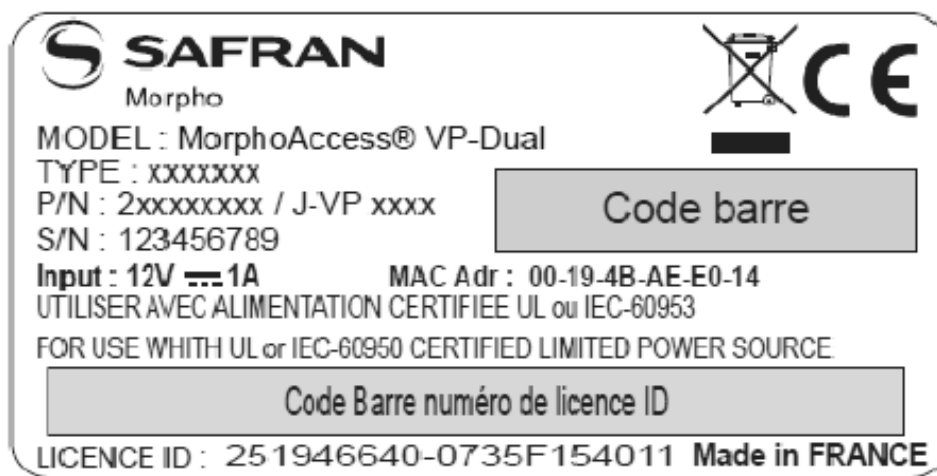 SAFRAN
Morpho
CE
MODEL : MorphoAccess® VP-Dual
TYPE : xxxxxxx
P/N : 2xxxxxxxx / J-VP xxxx
S/N : 123456789
Code barre
Input : 12V ⎓ 1A MAC Adr : 00-19-4B-AE-E0-14
UTILISER AVEC ALIMENTATION CERTIFIEE UL ou IEC-60953
FOR USE WHITH UL or IEC-60950 CERTIFIED LIMITED POWER SOURCE.
Code Barre numéro de licence ID
LICENCE ID : 251946640-0735F154011 Made in FRANCE